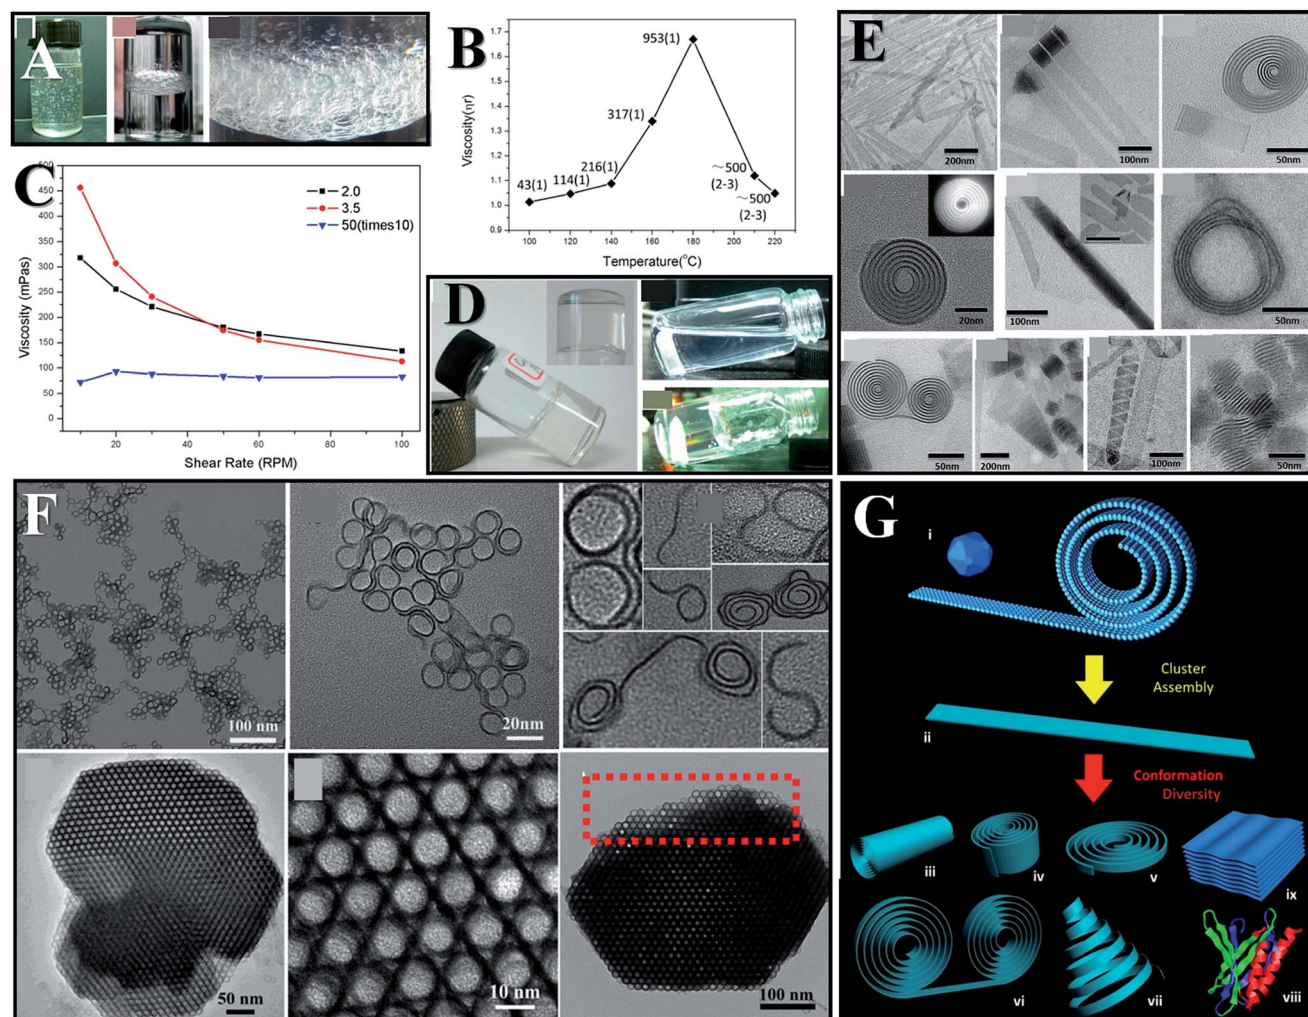 A
B
Viscosity(ηr)
1.7
1.6
1.5
1.4
1.3
1.2
1.1
1.0
0.9
953(1)
317(1)
216(1)
114(1)
43(1)
~500
(2-3)
~500
(2-3)
100 120 140 160 180 200 220
Temperature(°C)
C
Viscosity (mPas)
500
450
400
350
300
250
200
150
100
50
0
2.0
3.5
50(times10)
20 40 60 80 100
Shear Rate (RPM)
D
E
200nm
100nm
50nm
20nm
100nm
50nm
50nm
200nm
100nm
50nm
F
100 nm
20nm
50 nm
10 nm
100 nm
G
i
Cluster
Assembly
ii
Conformation
Diversity
iii
iv
v
ix
vi
vii
viii